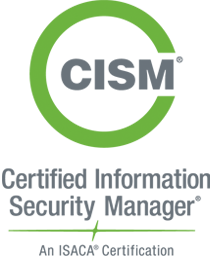 CISM®
Certified Information
Security Manager®
An ISACA® Certification